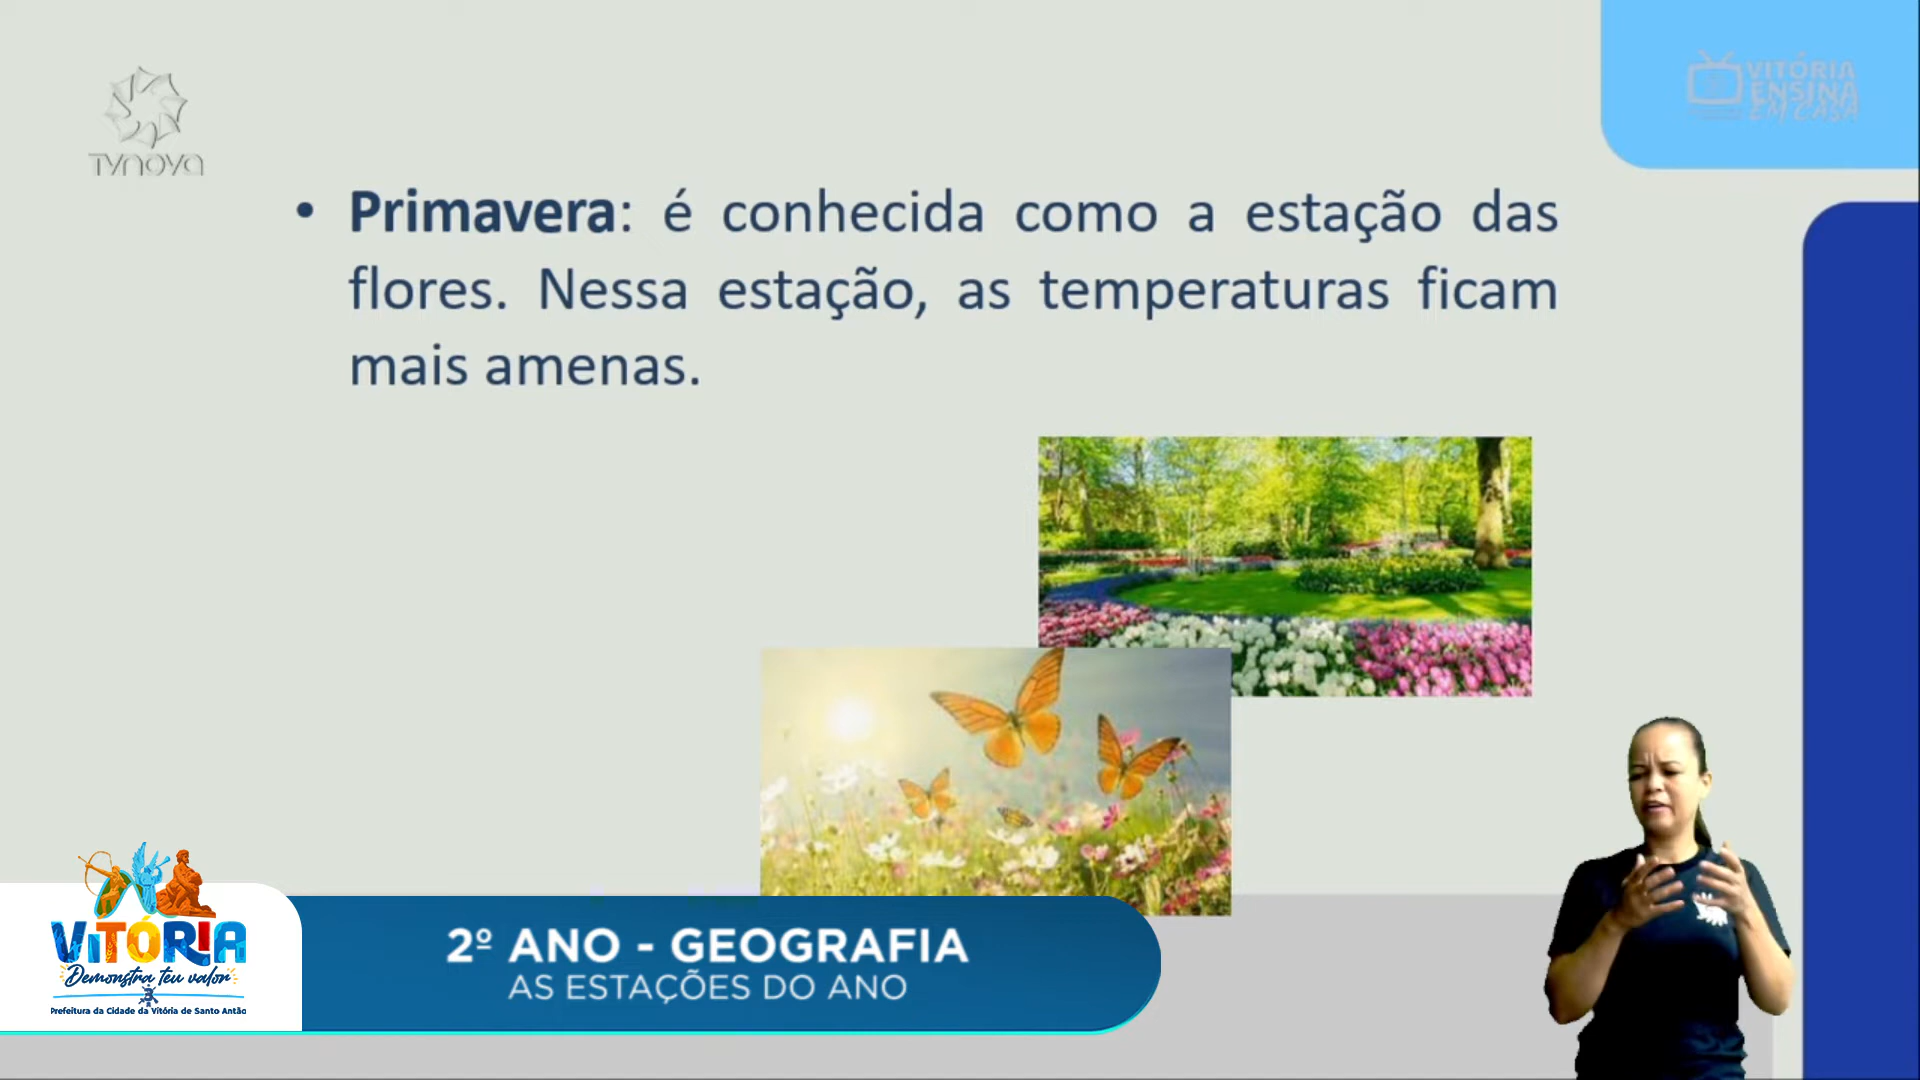 TVNOVA
VITÓRIA
ENSINA
EM CASA
• Primavera: é conhecida como a estação das
flores. Nessa estação, as temperaturas ficam
mais amenas.
VITÓRIA
Demonstra teu valor
Prefeitura da Cidade da Vitória de Santo Antão
2º ANO - GEOGRAFIA
AS ESTAÇÕES DO ANO